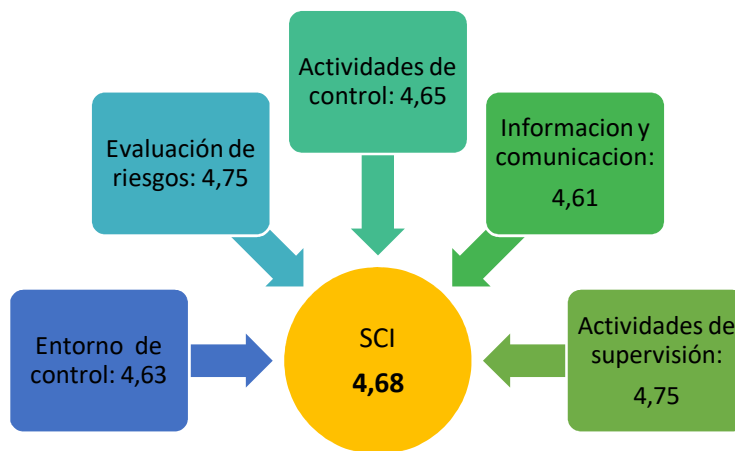 Actividades de
control: 4,65
Evaluación de
riesgos: 4,75
Informacion y
comunicacion:
4,61
Entorno de
control: 4,63
SCI
4,68
Actividades de
supervisión:
4,75